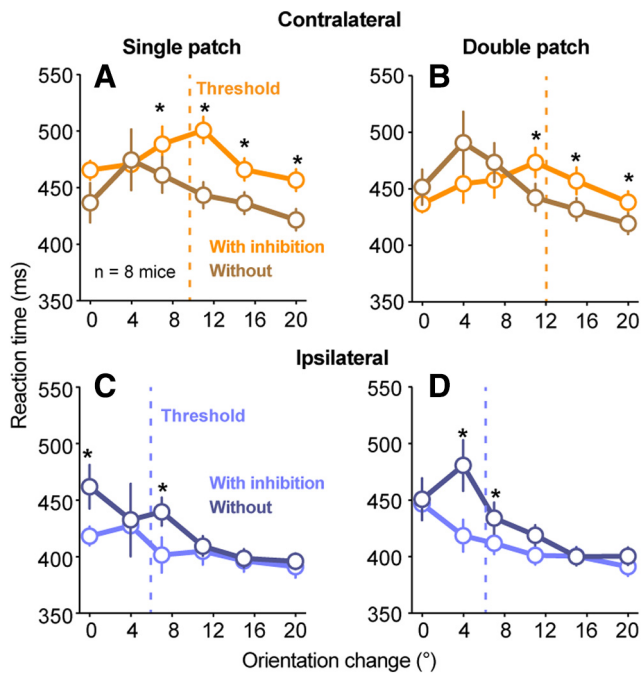 Contralateral
Single patch
Double patch
A
B
550
500
450
400
350
Threshold
* * * *
With inhibition
Without
n = 8 mice
0 4 8 12 16 20
550
500
450
400
350
* * *
0 4 8 12 16 20
Reaction time (ms)
Ipsilateral
C
D
550
500
450
400
350
Threshold
* *
With inhibition
Without
0 4 8 12 16 20
550
500
450
400
350
* *
0 4 8 12 16 20
Orientation change (°)